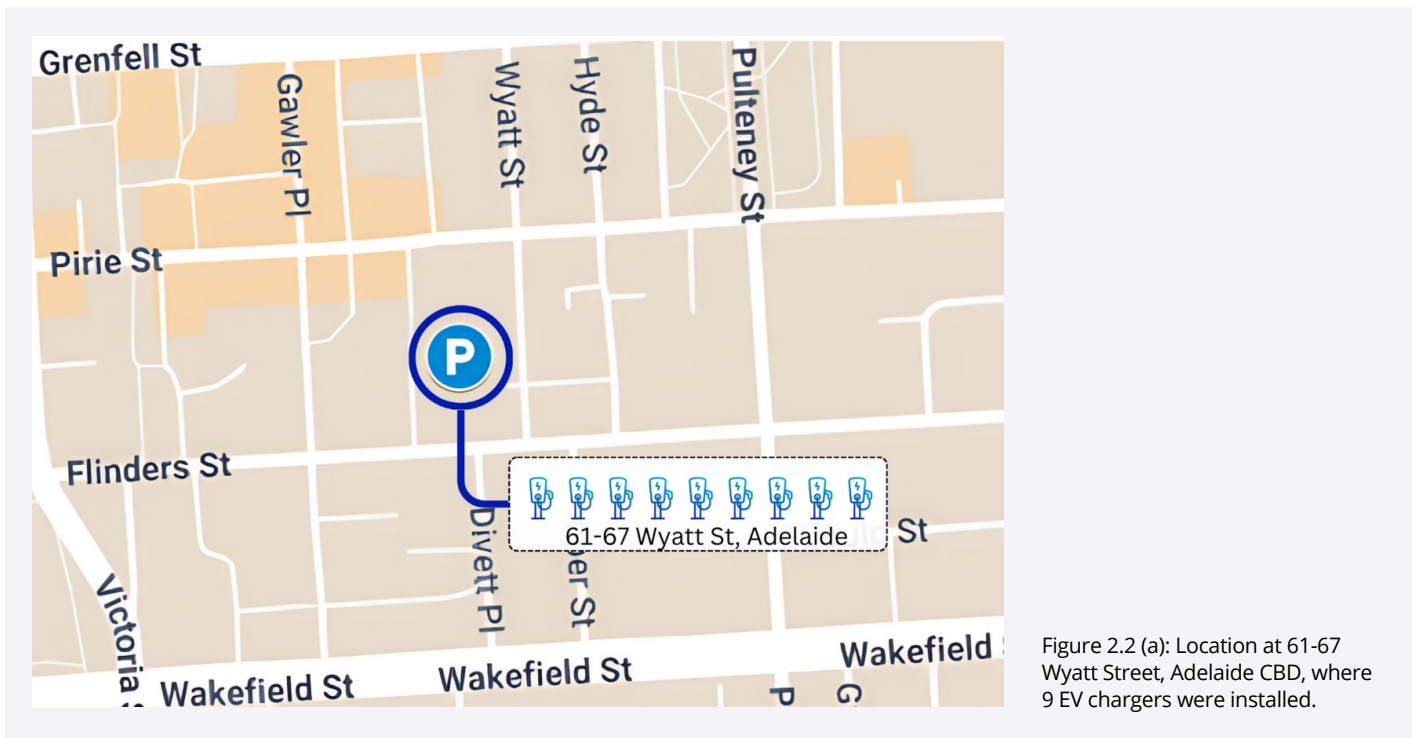 Grenfell St
Gawler Pl
Wyatt St
Hyde St
Pulteney St
Pirie St
P
Flinders St
61-67 Wyatt St, Adelaide
St
Divett Pl
per St
Victoria
Wakefield St
Wakefield St
Wakefield
P
G
Figure 2.2 (a): Location at 61-67
Wyatt Street, Adelaide CBD, where
9 EV chargers were installed.